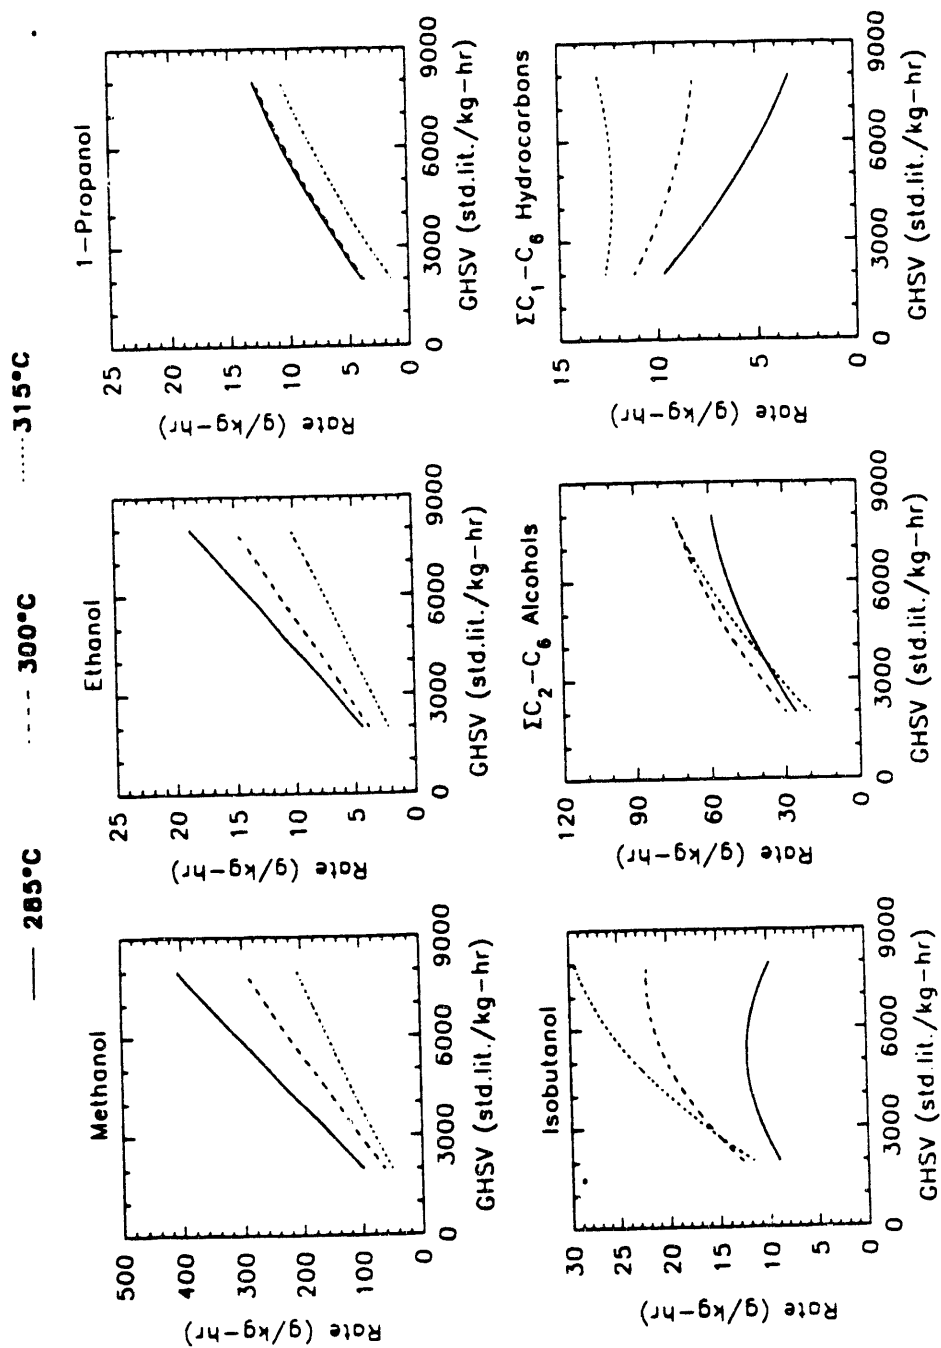 285°C 300°C 315°C
Methanol
Rate (g/kg-hr)
500
400
300
200
100
0
0 3000 6000 9000
GHSV (std.lit./kg-hr)
Ethanol
Rate (g/kg-hr)
25
20
15
10
5
0
0 3000 6000 9000
GHSV (std.lit./kg-hr)
1-Propanol
Rate (g/kg-hr)
25
20
15
10
5
0
0 3000 6000 9000
GHSV (std.lit./kg-hr)
Isobutanol
Rate (g/kg-hr)
30
25
20
15
10
5
0
0 3000 6000 9000
GHSV (std.lit./kg-hr)
ΣC₂-C₆ Alcohols
Rate (g/kg-hr)
120
90
60
30
0
0 3000 6000 9000
GHSV (std.lit./kg-hr)
ΣC₁-C₆ Hydrocarbons
Rate (g/kg-hr)
15
10
5
0
0 3000 6000 9000
GHSV (std.lit./kg-hr)